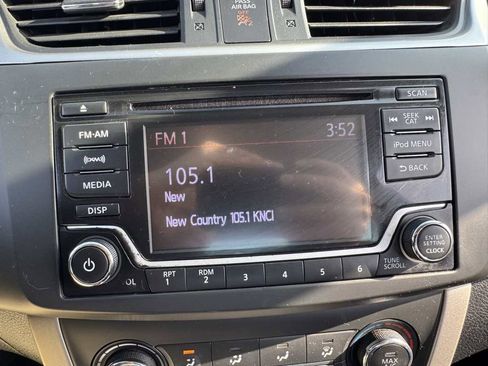 PASS
AIR BAG
OFF
SCAN
FM-AM
FM 1
3:52
SEEK
CAT
((XM))
iPod MENU
105.1
New
MEDIA
BACK
DISP
New Country 105.1 KNCI
ENTER
SETTING
CLOCK
OL
RPT
1
RDM
2
3
4
5
6
TUNE
SCROLL
MAX